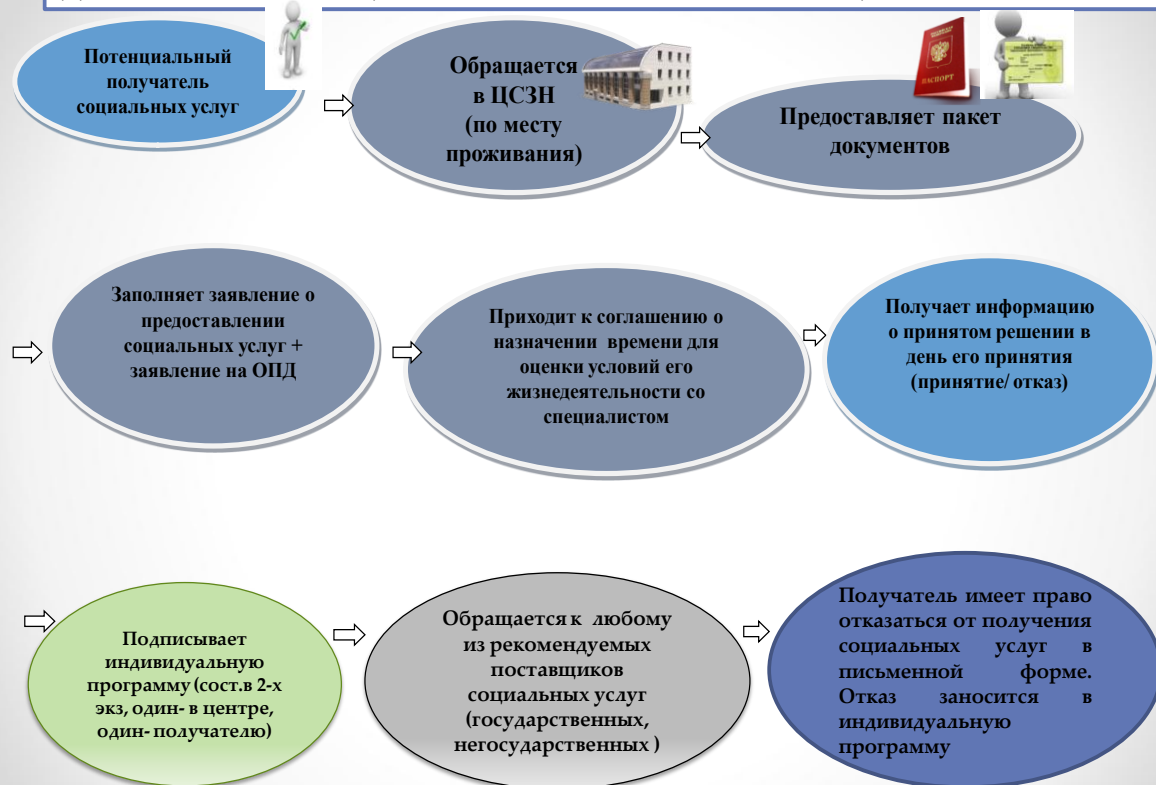 Потенциальный
получатель
социальных услуг
Обращается
в ЦСЗН
(по месту
проживания)
ПАСПОРТ
Предоставляет пакет
документов
Заполняет заявление о
предоставлении
социальных услуг +
заявление на ОПД
Приходит к соглашению о
назначении времени для
оценки условий его
жизнедеятельности со
специалистом
Получает информацию
о принятом решении в
день его принятия
(принятие/ отказ)
Подписывает
индивидуальную
программу (сост.в 2-х
экз, один- в центре,
один- получателю)
Обращается к любому
из рекомендуемых
поставщиков
социальных услуг
(государственных,
негосударственных )
Получатель имеет право
отказаться от получения
социальных услуг в
письменной форме.
Отказ заносится в
индивидуальную
программу